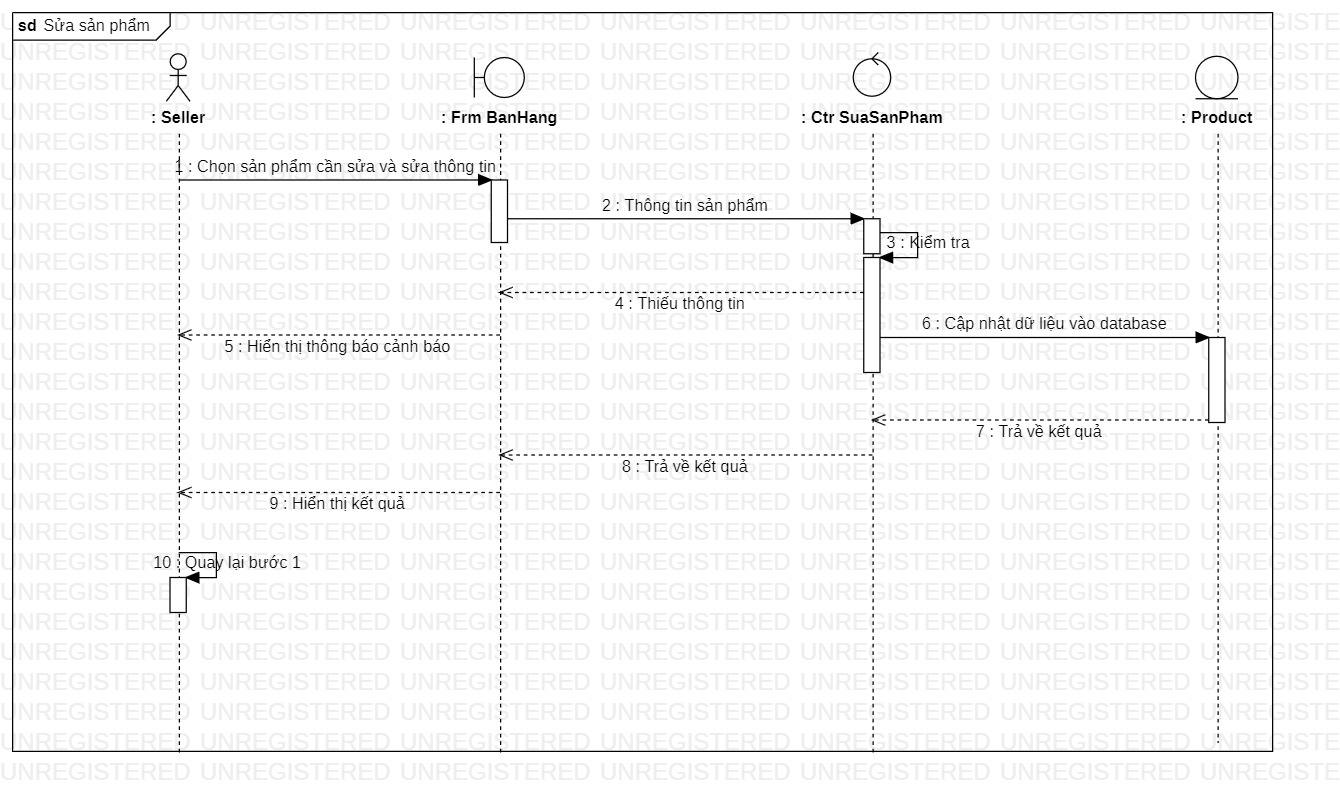 sd Sửa sản phẩm
: Seller
: Frm BanHang
: Ctr SuaSanPham
: Product
1 : Chọn sản phẩm cần sửa và sửa thông tin
2 : Thông tin sản phẩm
3 : Kiểm tra
4 : Thiếu thông tin
6 : Cập nhật dữ liệu vào database
5 : Hiển thị thông báo cảnh báo
7 : Trả về kết quả
8 : Trả về kết quả
9 : Hiển thị kết quả
10 : Quay lại bước 1
UNREGISTERED